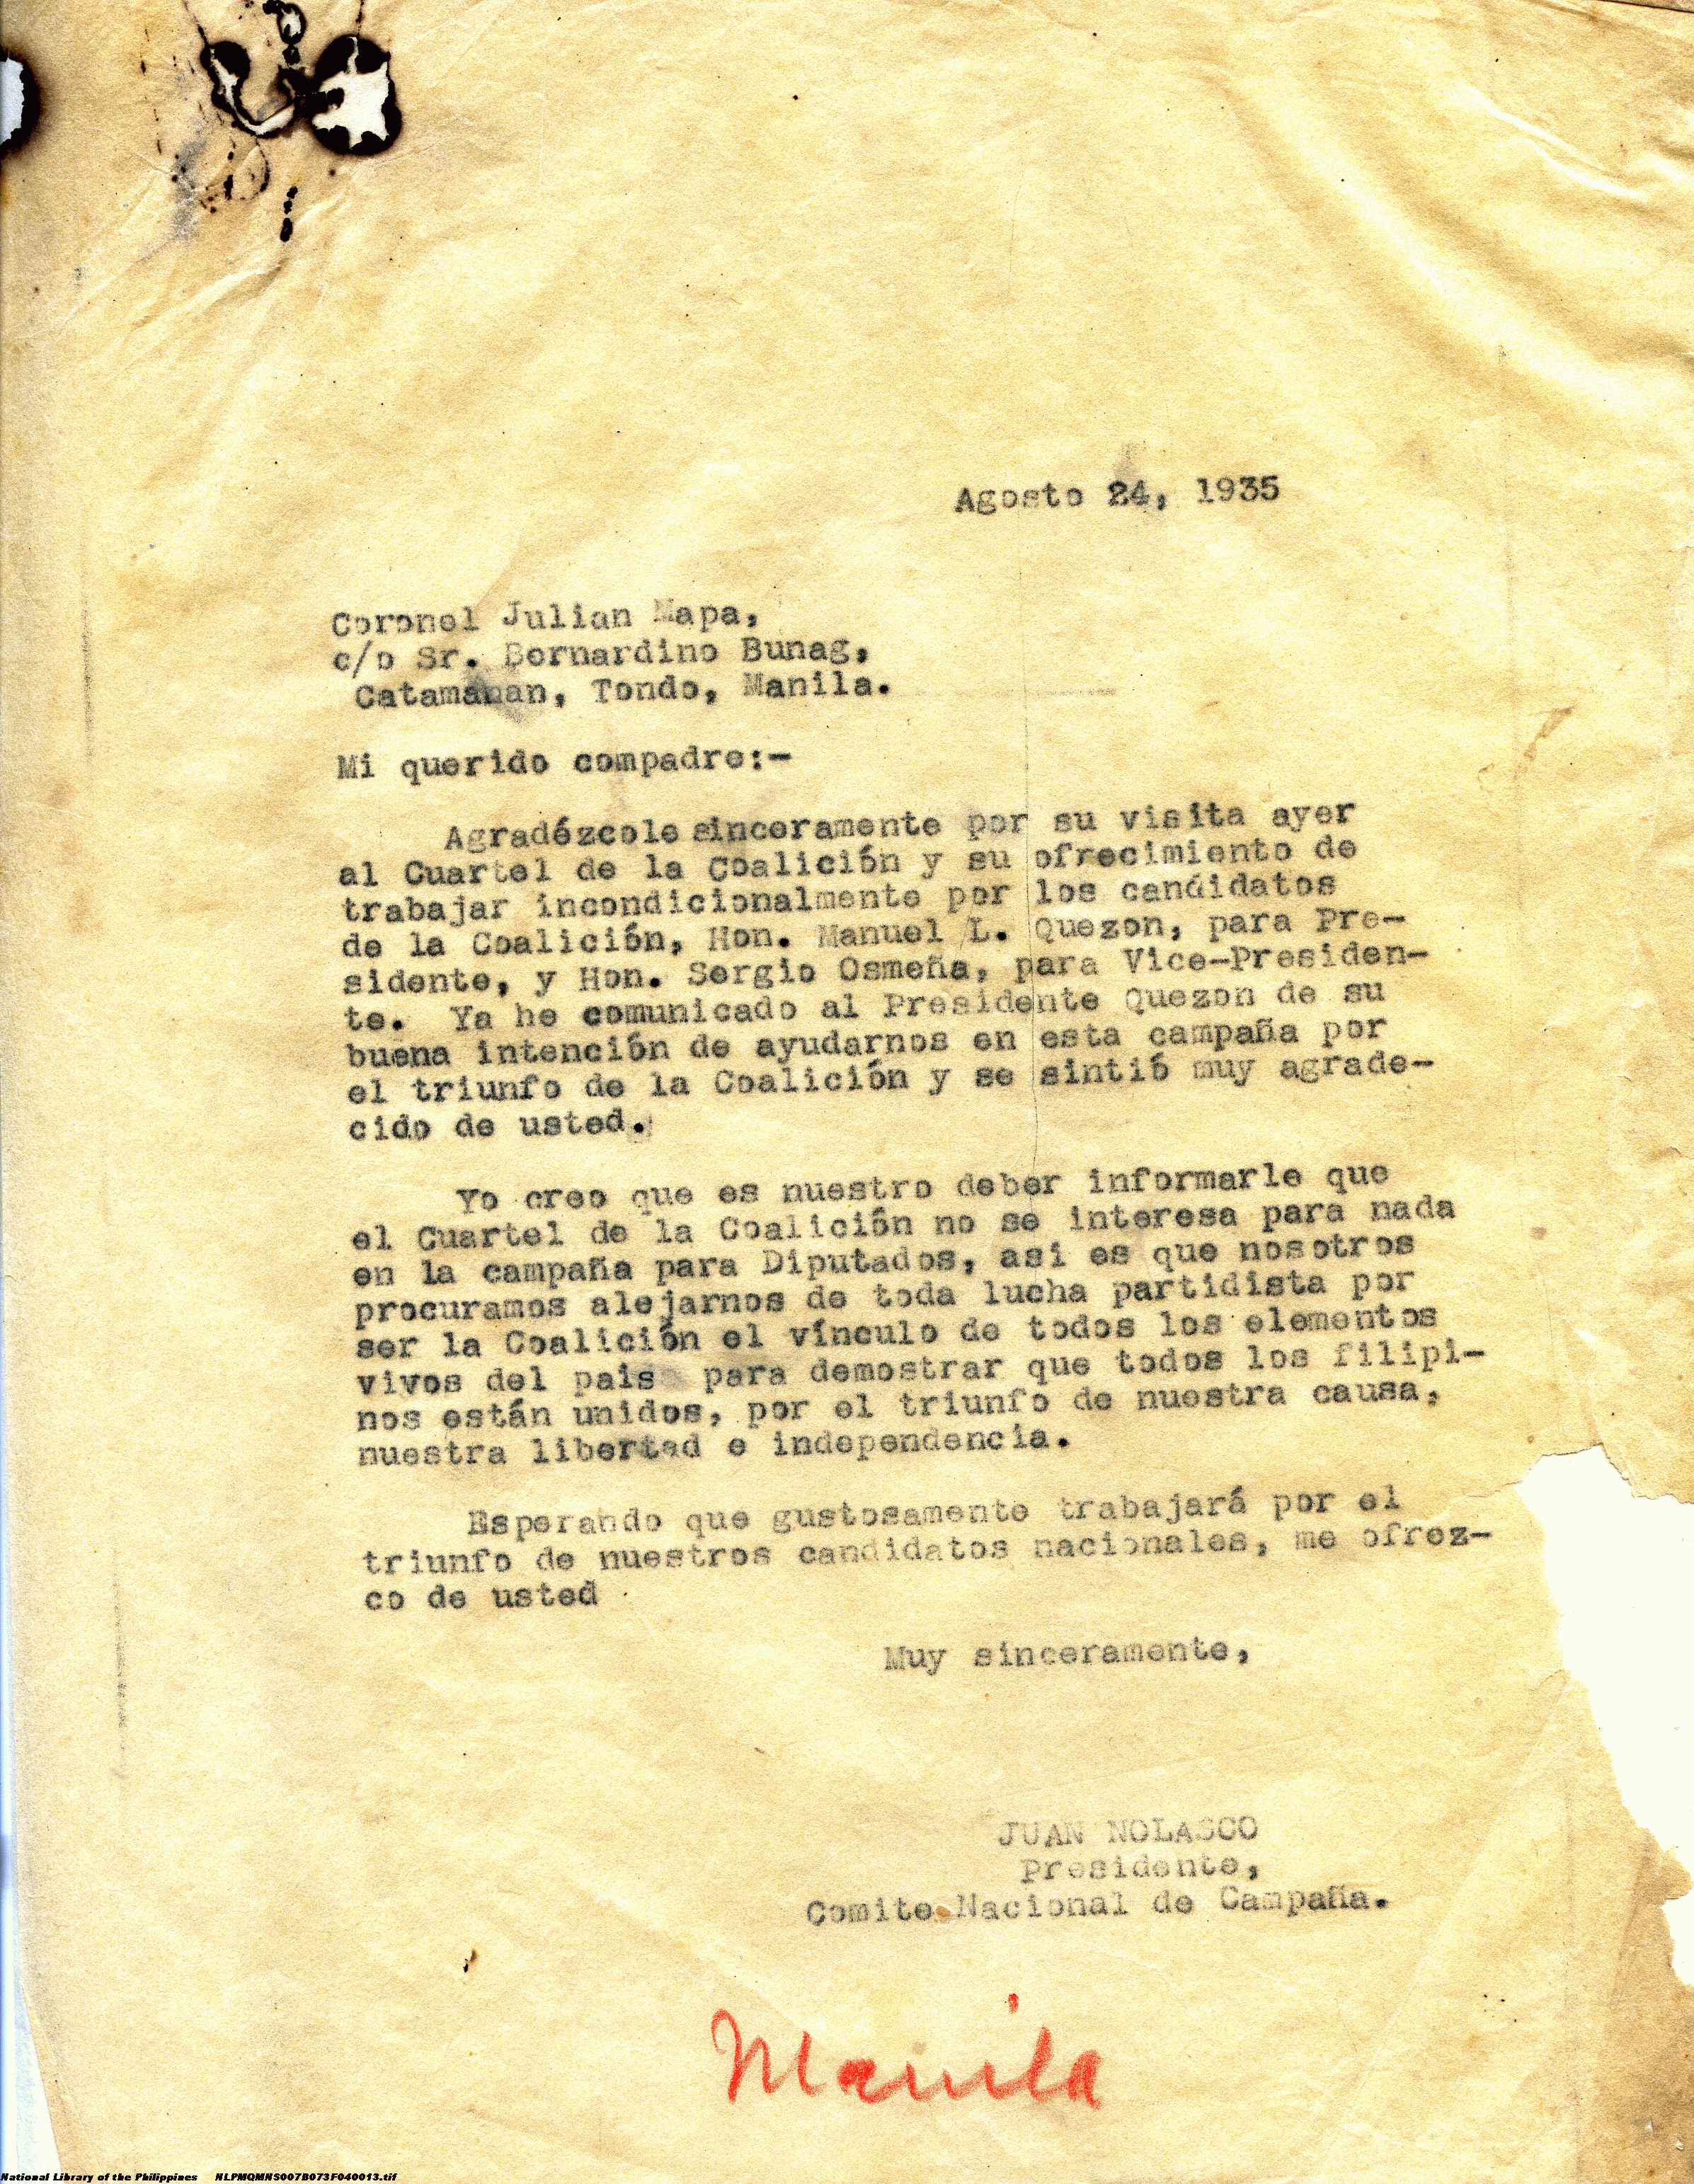 Agosto 24, 1935
Coronel Julian Mapa,
c/o Sr. Bernardino Bunag,
Catamanan, Tondo, Manila.
Mi querido compadre:-
Agradézcole sinceramente por su visita ayer
al Cuartel de la Coalición y su ofrecimiento de
trabajar incondicionalmente por los candidatos
de la Coalición, Hon. Manuel L. Quezon, para Pre-
sidente, y Hon. Sergio Osmeña, para Vice-Presiden-
te. Ya he comunicado al Presidente Quezon de su
buena intención de ayudarnos en esta campaña por
el triunfo de la Coalición y se sintió muy agrade-
cido de usted.
Yo creo que es nuestro deber informarle que
el Cuartel de la Coalición no se interesa para nada
en la campaña para Diputados, asi es que nosotros
procuramos alejarnos de toda lucha partidista por
ser la Coalición el vínculo de todos los elementos
vivos del pais para demostrar que todos los filipi-
nos están unidos, por el triunfo de nuestra causa,
nuestra libertad e independencia.
Esperando que gustosamente trabajará por el
triunfo de nuestros candidatos nacionales, me ofrez-
co de usted
Muy sinceramente,
JUAN NOLASCO
Presidente,
Comite Nacional de Campaña.
Manila
National Library of the Philippines NLPMQMNS007B073F040013.tif